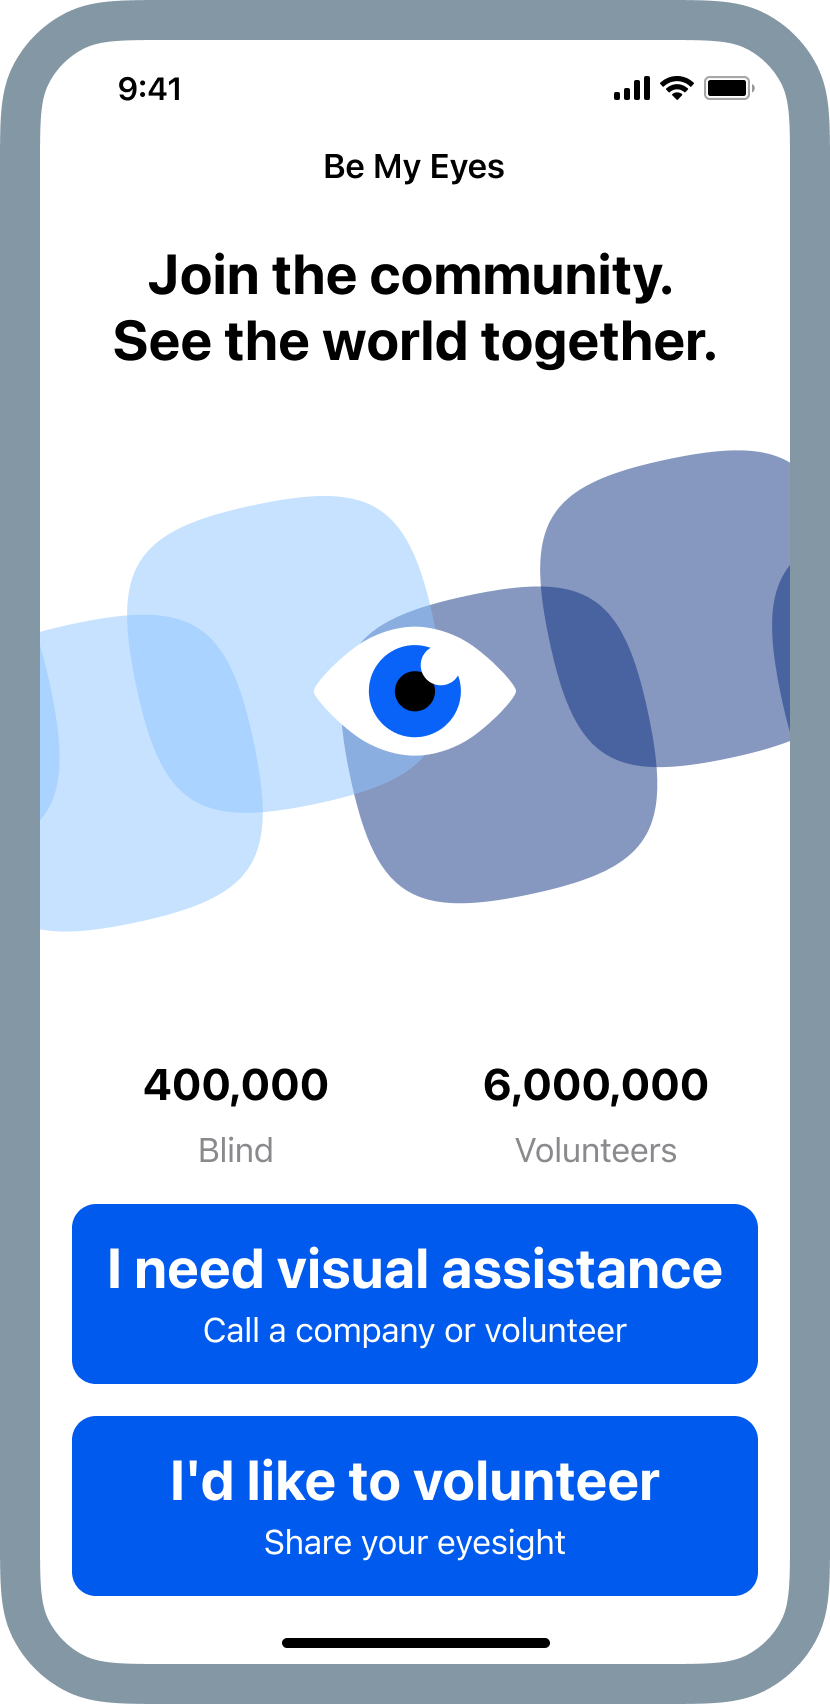 9:41
Be My Eyes
Join the community.
See the world together.
400,000 6,000,000
Blind Volunteers
I need visual assistance
Call a company or volunteer
I'd like to volunteer
Share your eyesight